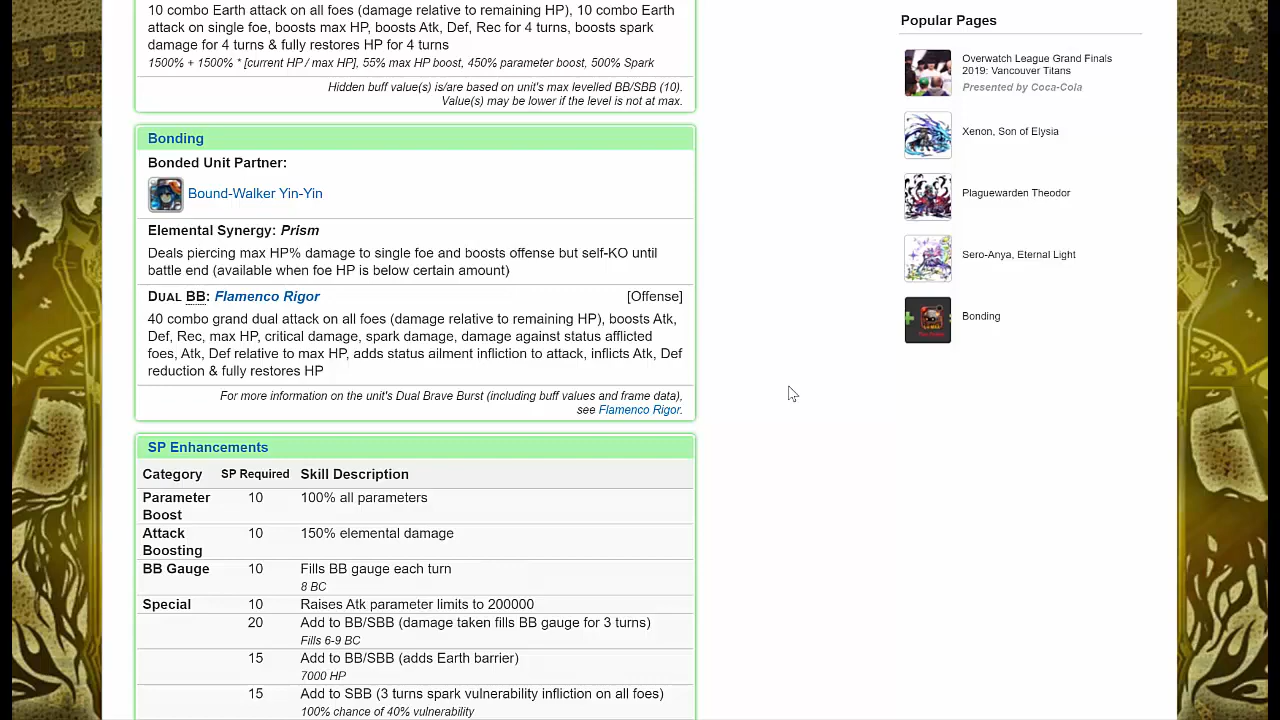 10 combo Earth attack on all foes (damage relative to remaining HP), 10 combo Earth
attack on single foe, boosts max HP, boosts Atk, Def, Rec for 4 turns, boosts spark
damage for 4 turns & fully restores HP for 4 turns
1500% + 1500% * [current HP / max HP], 55% max HP boost, 450% parameter boost, 500% Spark
Hidden buff value(s) is/are based on unit's max levelled BB/SBB (10).
Value(s) may be lower if the level is not at max.
Bonding
Bonded Unit Partner:
Bound-Walker Yin-Yin
Elemental Synergy: Prism
Deals piercing max HP% damage to single foe and boosts offense but self-KO until
battle end (available when foe HP is below certain amount)
DUAL BB: Flamenco Rigor [Offense]
40 combo grand dual attack on all foes (damage relative to remaining HP), boosts Atk,
Def, Rec, max HP, critical damage, spark damage, damage against status afflicted
foes, Atk, Def relative to max HP, adds status ailment infliction to attack, inflicts Atk, Def
reduction & fully restores HP
For more information on the unit's Dual Brave Burst (including buff values and frame data),
see Flamenco Rigor.
SP Enhancements
Category SP Required Skill Description
Parameter 10 100% all parameters
Boost
Attack 10 150% elemental damage
Boosting
BB Gauge 10 Fills BB gauge each turn
8 BC
Special 10 Raises Atk parameter limits to 200000
20 Add to BB/SBB (damage taken fills BB gauge for 3 turns)
Fills 6-9 BC
15 Add to BB/SBB (adds Earth barrier)
7000 HP
15 Add to SBB (3 turns spark vulnerability infliction on all foes)
100% chance of 40% vulnerability
Popular Pages
Overwatch League Grand Finals
2019: Vancouver Titans
Presented by Coca-Cola
Xenon, Son of Elysia
Plaguewarden Theodor
Sero-Anya, Eternal Light
Bonding